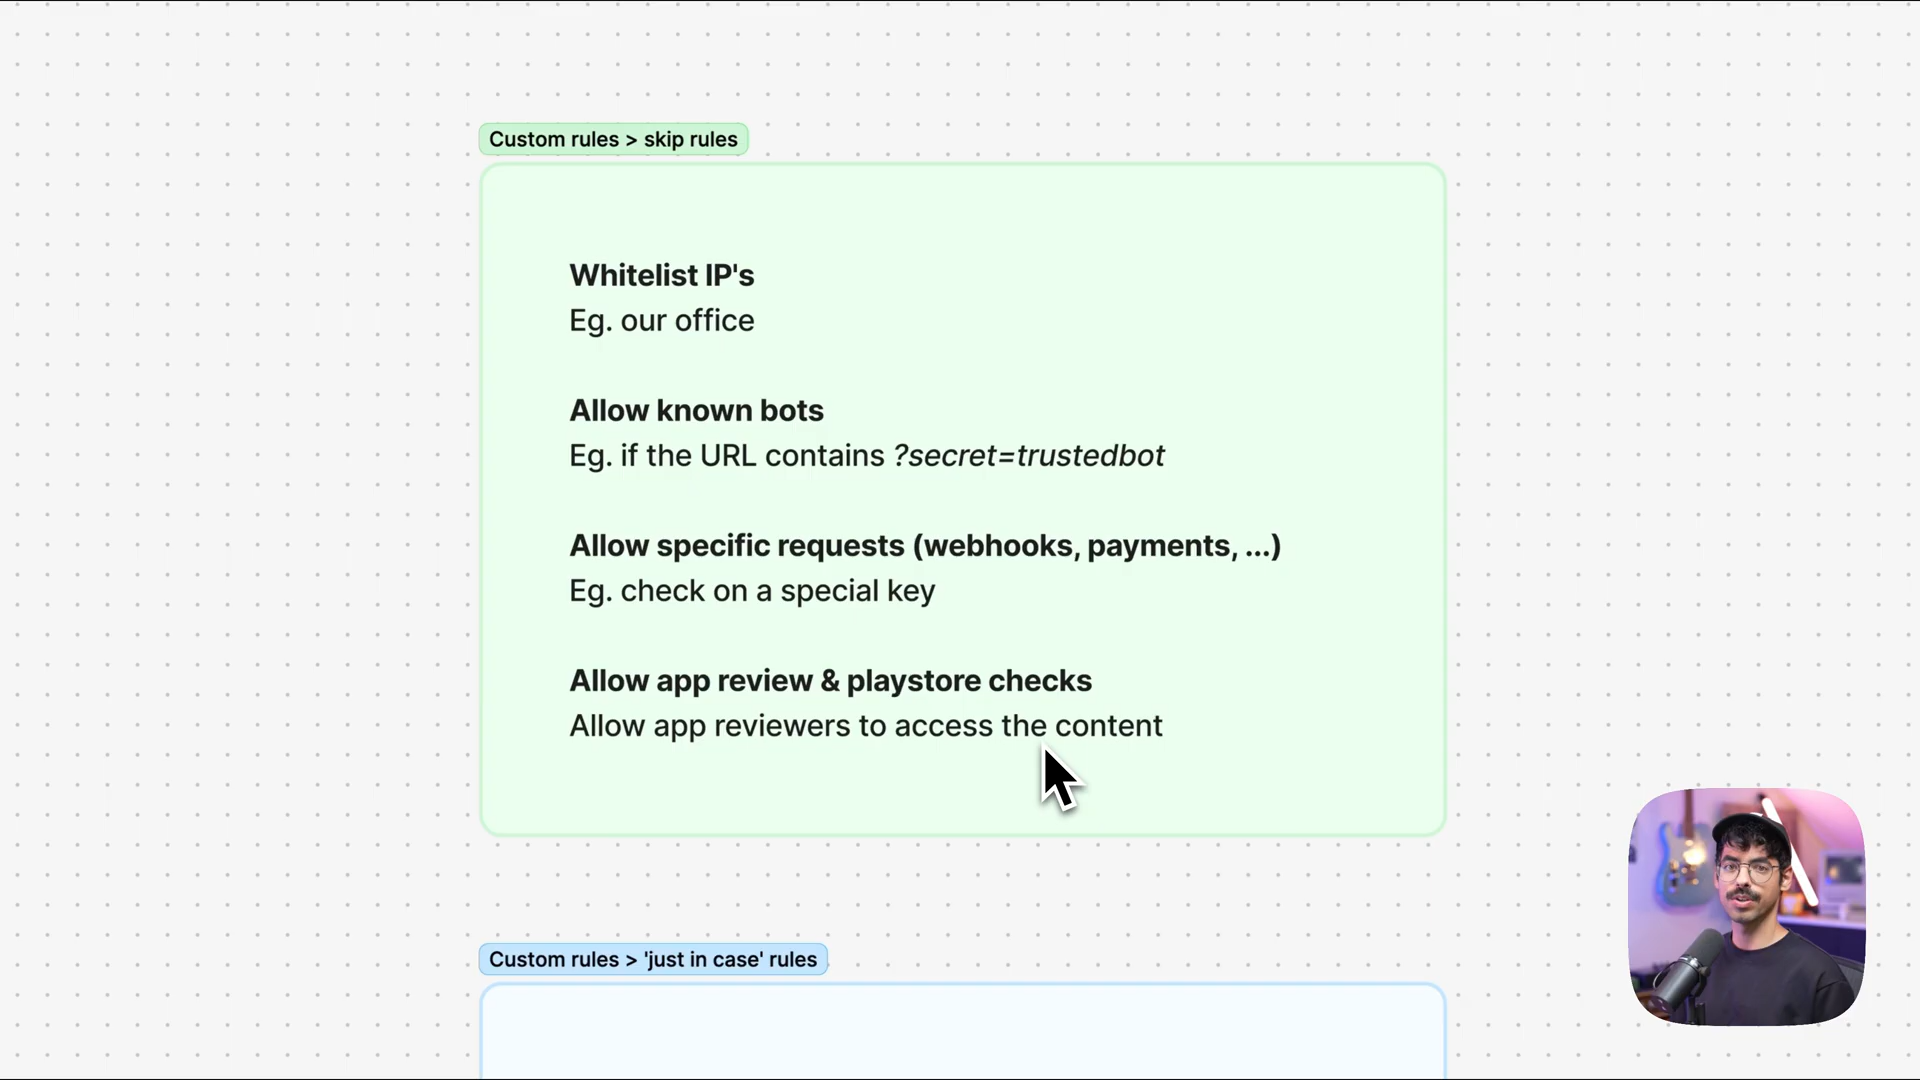 Custom rules > skip rules
Whitelist IP's
Eg. our office
Allow known bots
Eg. if the URL contains ?secret=trustedbot
Allow specific requests (webhooks, payments, ...)
Eg. check on a special key
Allow app review & playstore checks
Allow app reviewers to access the content
Custom rules > 'just in case' rules